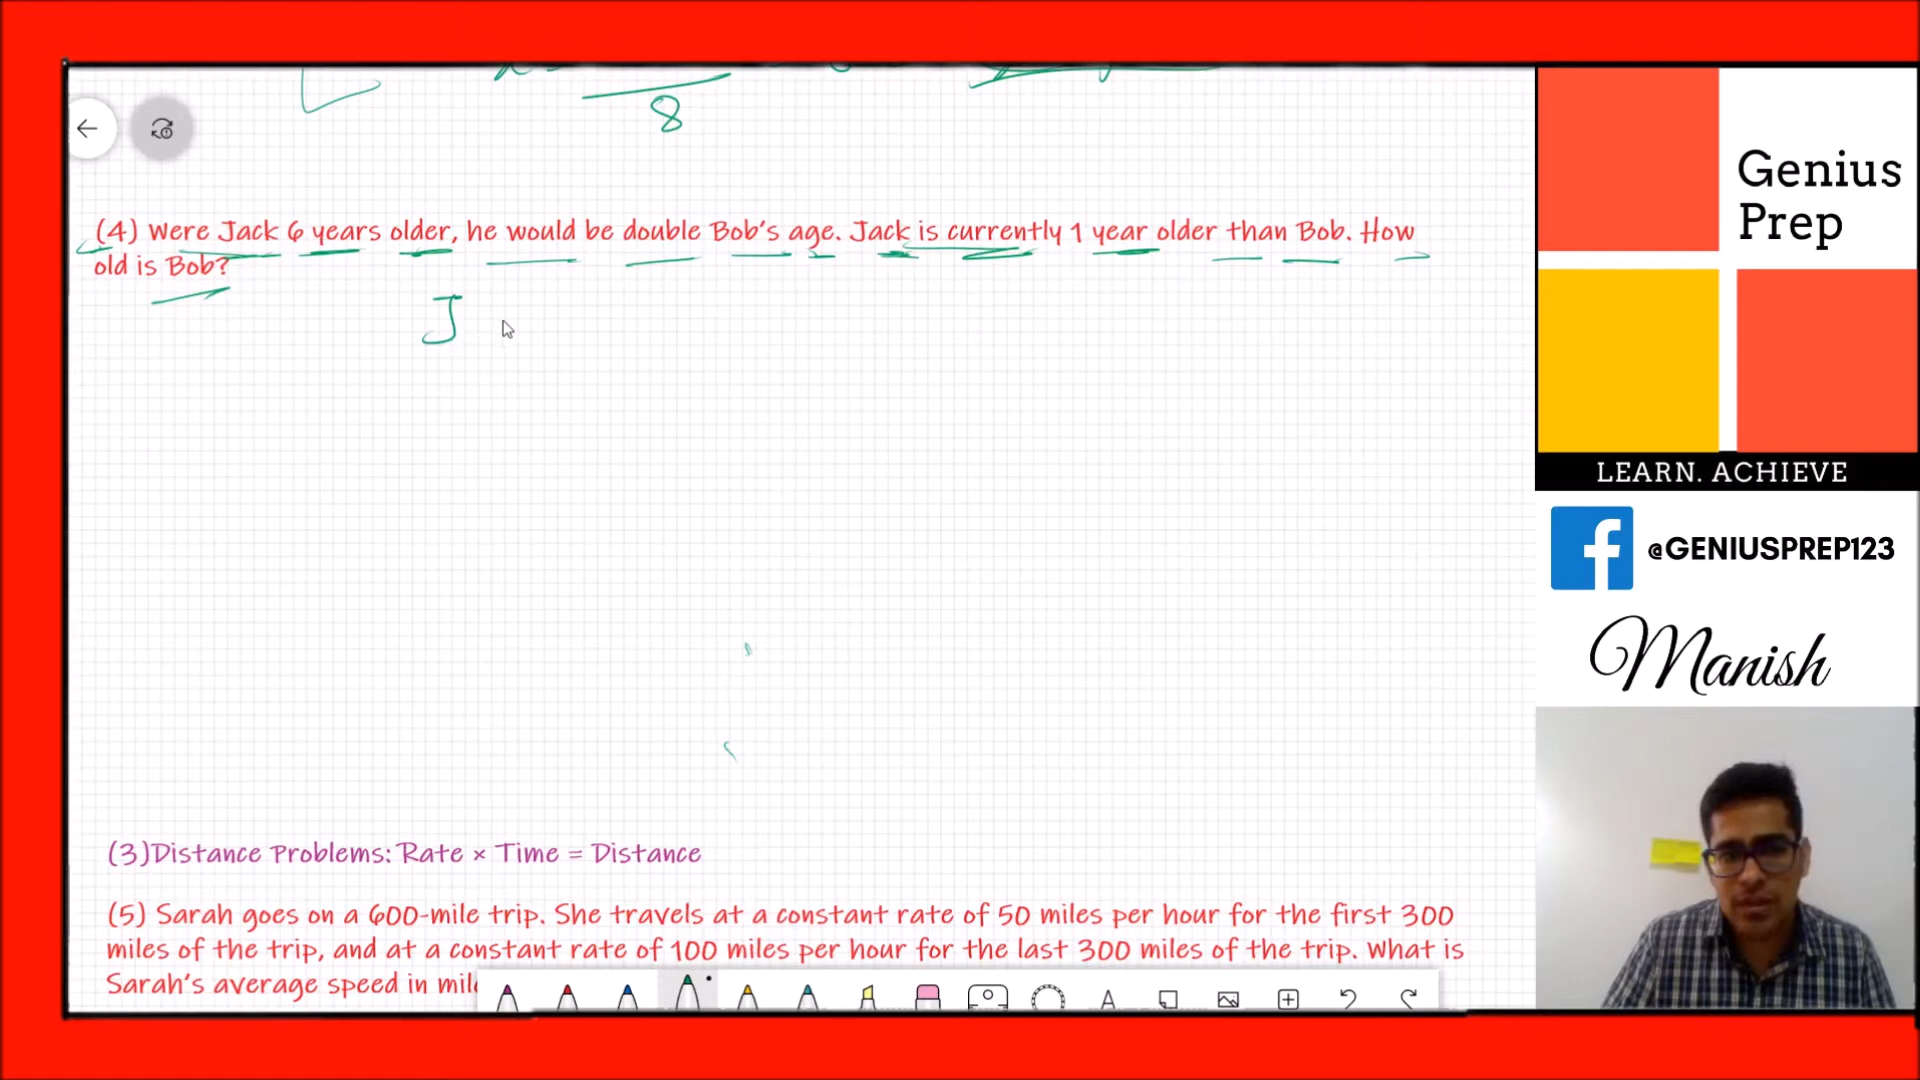 8
(4) Were Jack 6 years older, he would be double Bob's age. Jack is currently 1 year older than Bob. How
old is Bob?
J
(3)Distance Problems: Rate × Time = Distance
(5) Sarah goes on a 600-mile trip. She travels at a constant rate of 50 miles per hour for the first 300
miles of the trip, and at a constant rate of 100 miles per hour for the last 300 miles of the trip. What is
Sarah's average speed in mil
Genius
Prep
LEARN. ACHIEVE
@GENIUSPREP123
Manish